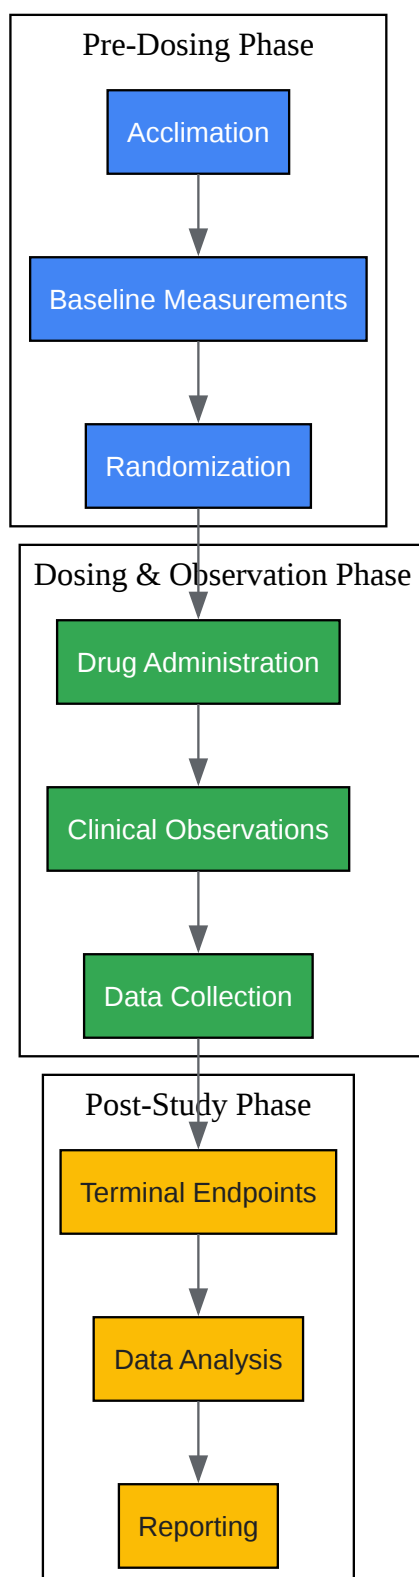 Pre-Dosing Phase
Acclimation
Baseline Measurements
Randomization
Dosing & Observation Phase
Drug Administration
Clinical Observations
Data Collection
Post-Study Phase
Terminal Endpoints
Data Analysis
Reporting